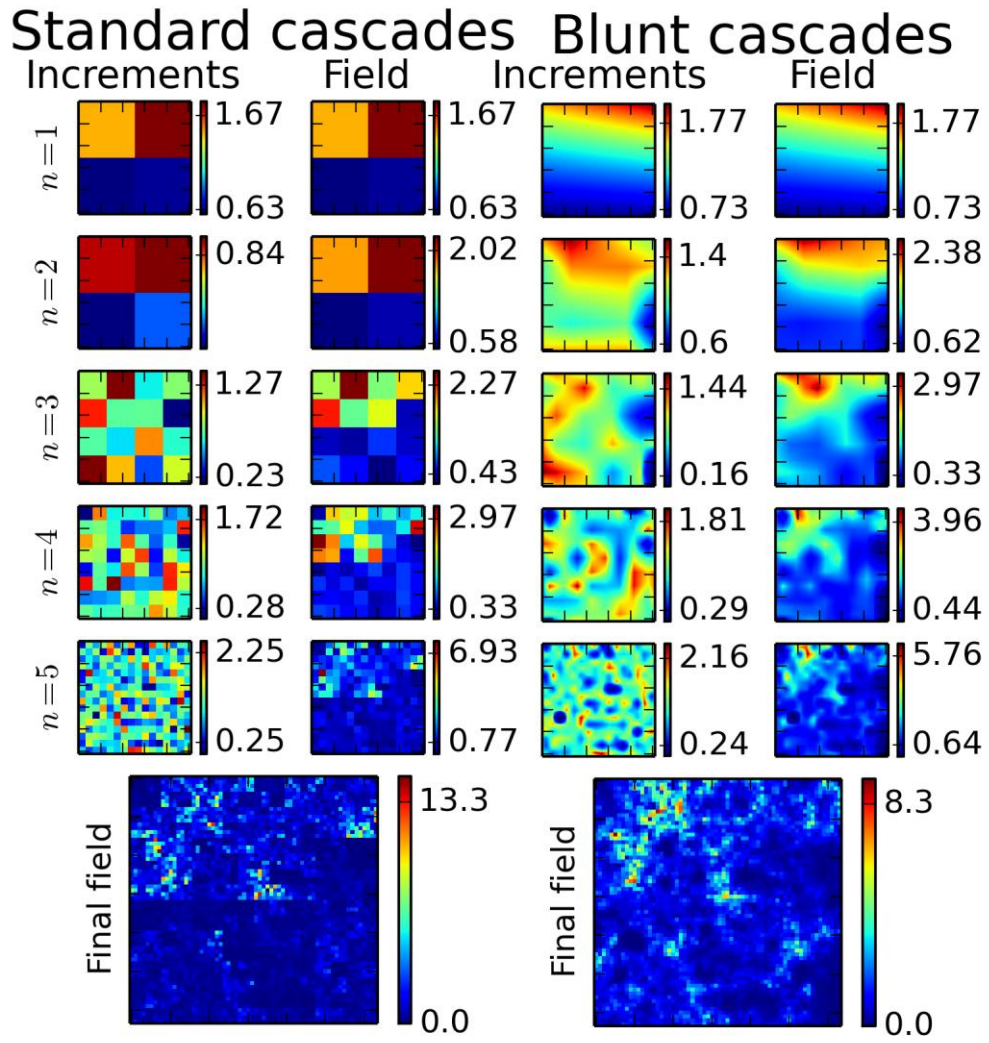 Standard cascades Blunt cascades
Increments Field Increments Field
n=1 1.67 1.67 1.77 1.77
0.63 0.63 0.73 0.73
n=2 0.84 2.02 1.4 2.38
0.58 0.6 0.62
n=3 1.27 2.27 1.44 2.97
0.23 0.43 0.16 0.33
n=4 1.72 2.97 1.81 3.96
0.28 0.33 0.29 0.44
n=5 2.25 6.93 2.16 5.76
0.25 0.77 0.24 0.64
Final field 13.3 Final field 8.3
0.0 0.0